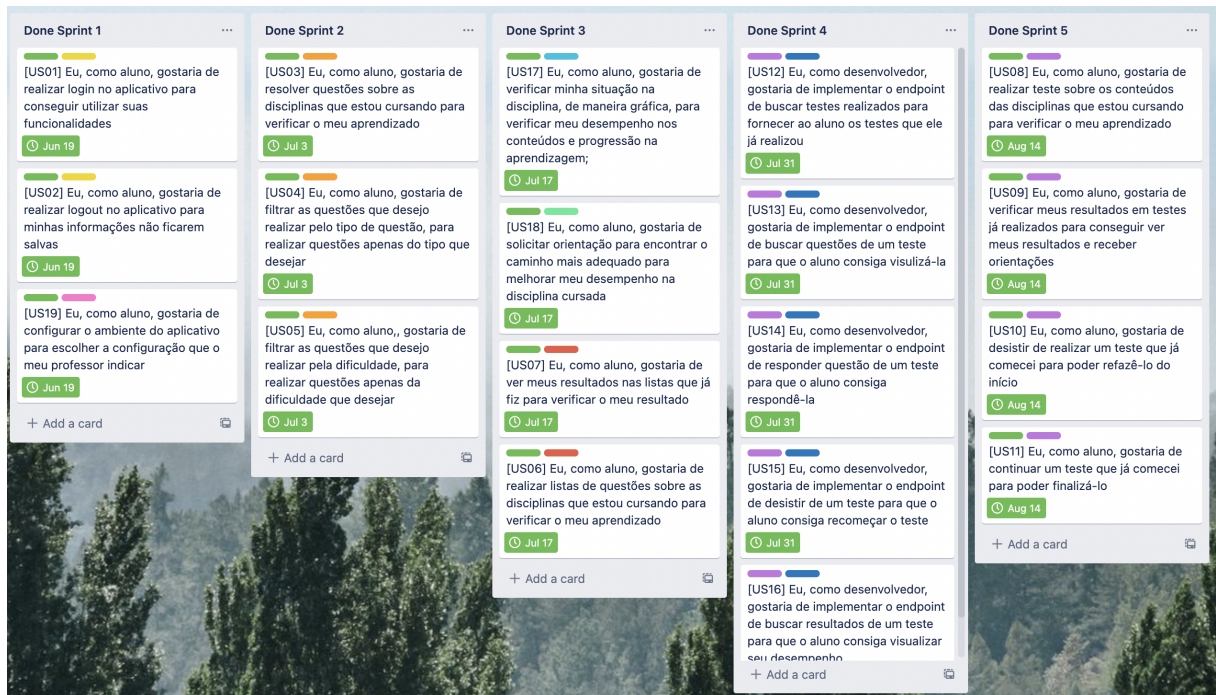 Done Sprint 1
[US01] Eu, como aluno, gostaria de
realizar login no aplicativo para
conseguir utilizar suas
funcionalidades
Jun 19
[US02] Eu, como aluno, gostaria de
realizar logout no aplicativo para
minhas informações não ficarem
salvas
Jun 19
[US19] Eu, como aluno, gostaria de
configurar o ambiente do aplicativo
para escolher a configuração que o
meu professor indicar
Jun 19
+ Add a card
Done Sprint 2
[US03] Eu, como aluno, gostaria de
resolver questões sobre as
disciplinas que estou cursando para
verificar o meu aprendizado
Jul 3
[US04] Eu, como aluno, gostaria de
filtrar as questões que desejo
realizar pelo tipo de questão, para
realizar questões apenas do tipo que
desejar
Jul 3
[US05] Eu, como aluno,, gostaria de
filtrar as questões que desejo
realizar pela dificuldade, para
realizar questões apenas da
dificuldade que desejar
Jul 3
+ Add a card
Done Sprint 3
[US17] Eu, como aluno, gostaria de
verificar minha situação na
disciplina, de maneira gráfica, para
verificar meu desempenho nos
conteúdos e progressão na
aprendizagem;
Jul 17
[US18] Eu, como aluno, gostaria de
solicitar orientação para encontrar o
caminho mais adequado para
melhorar meu desempenho na
disciplina cursada
Jul 17
[US07] Eu, como aluno, gostaria de
ver meus resultados nas listas que já
fiz para verificar o meu resultado
Jul 17
[US06] Eu, como aluno, gostaria de
realizar listas de questões sobre as
disciplinas que estou cursando para
verificar o meu aprendizado
Jul 17
+ Add a card
Done Sprint 4
[US12] Eu, como desenvolvedor,
gostaria de implementar o endpoint
de buscar testes realizados para
fornecer ao aluno os testes que ele
já realizou
Jul 31
[US13] Eu, como desenvolvedor,
gostaria de implementar o endpoint
de buscar questões de um teste
para que o aluno consiga visulizá-la
Jul 31
[US14] Eu, como desenvolvedor,
gostaria de implementar o endpoint
de responder questão de um teste
para que o aluno consiga
respondê-la
Jul 31
[US15] Eu, como desenvolvedor,
gostaria de implementar o endpoint
de desistir de um teste para que o
aluno consiga recomeçar o teste
Jul 31
[US16] Eu, como desenvolvedor,
gostaria de implementar o endpoint
de buscar resultados de um teste
para que o aluno consiga visualizar
seu desempenho
+ Add a card
Done Sprint 5
[US08] Eu, como aluno, gostaria de
realizar teste sobre os conteúdos
das disciplinas que estou cursando
para verificar o meu aprendizado
Aug 14
[US09] Eu, como aluno, gostaria de
verificar meus resultados em testes
já realizados para conseguir ver
meus resultados e receber
orientações
Aug 14
[US10] Eu, como aluno, gostaria de
desistir de realizar um teste que já
comecei para poder refazê-lo do
início
Aug 14
[US11] Eu, como aluno, gostaria de
continuar um teste que já comecei
para poder finalizá-lo
Aug 14
+ Add a card